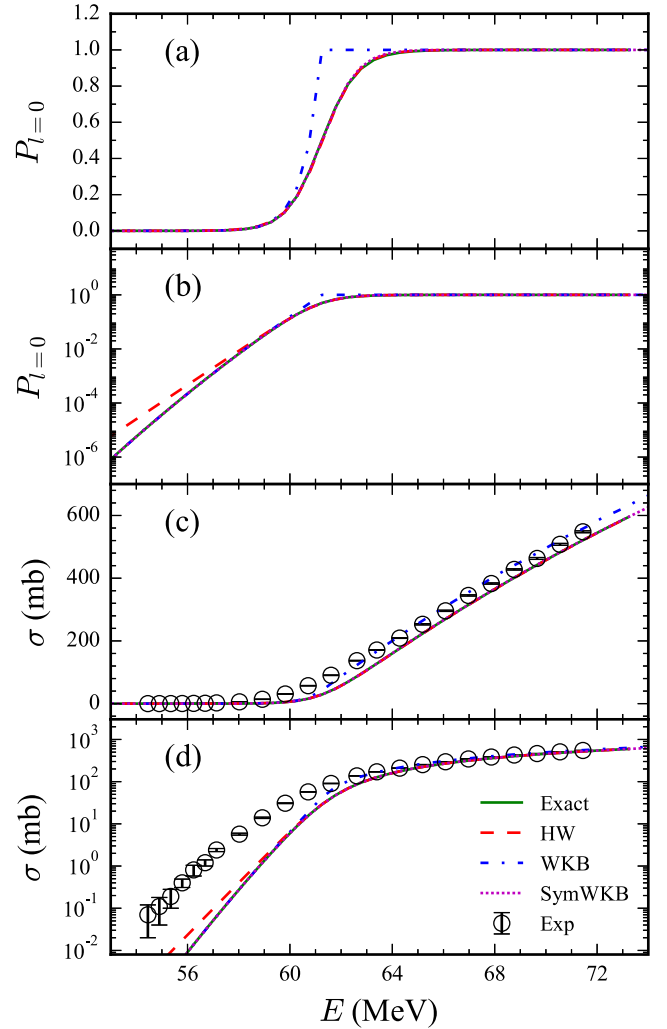 1.2
1.0
0.8
0.6
0.4
0.2
0.0
P_{l=0}
(a)
10^0
10^{-2}
10^{-4}
10^{-6}
P_{l=0}
(b)
600
400
200
0
σ (mb)
(c)
10^3
10^2
10^1
10^0
10^{-1}
10^{-2}
σ (mb)
(d)
Exact
HW
WKB
SymWKB
Exp
56 60 64 68 72
E (MeV)